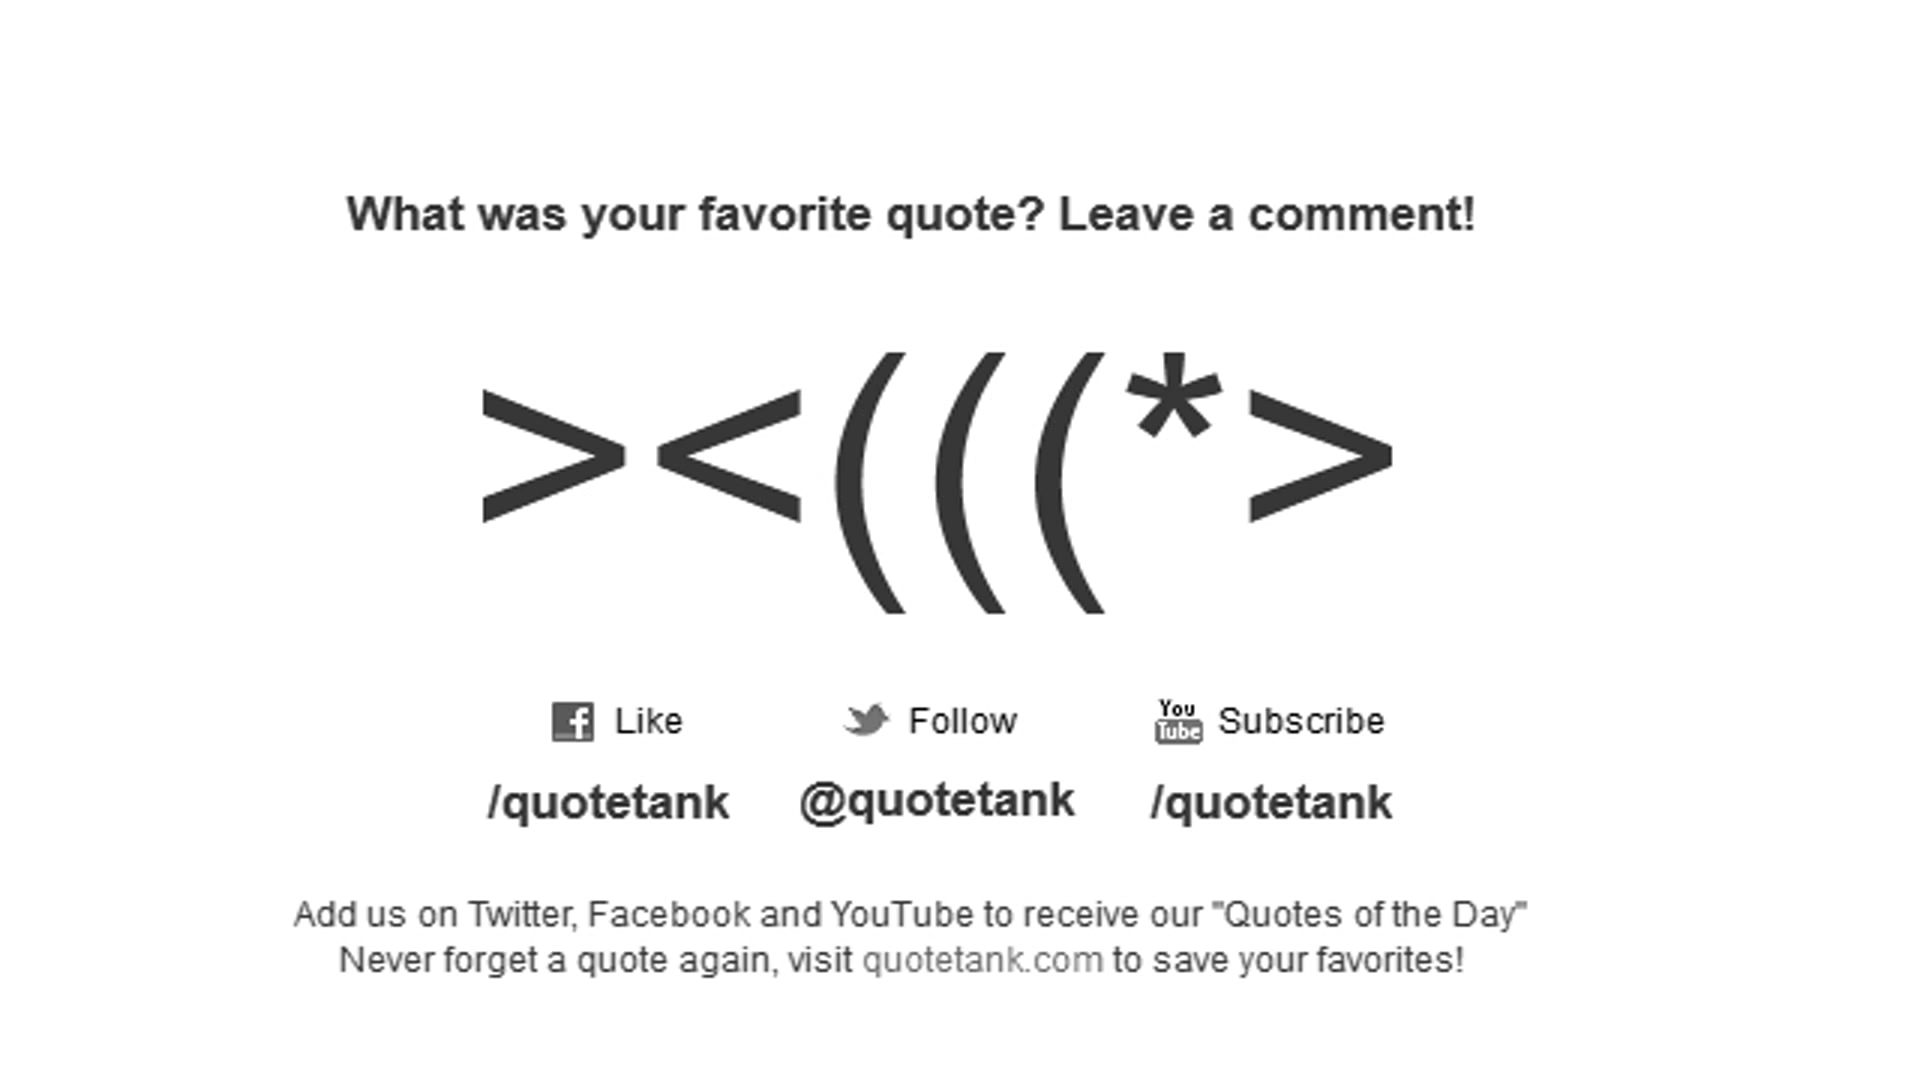 What was your favorite quote? Leave a comment!
><(((*>
f Like Follow You Tube Subscribe
/quotetank @quotetank /quotetank
Add us on Twitter, Facebook and YouTube to receive our "Quotes of the Day"
Never forget a quote again, visit quotetank.com to save your favorites!